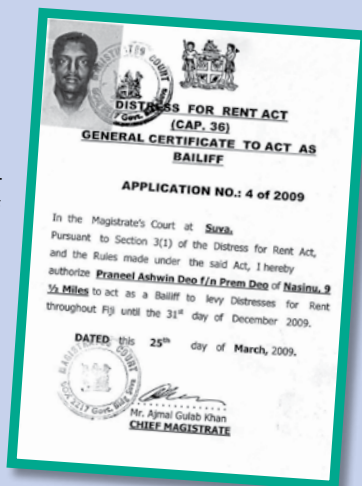 DISTRESS FOR RENT ACT
(CAP. 36)
GENERAL CERTIFICATE TO ACT AS
BAILIFF
APPLICATION NO.: 4 of 2009
In the Magistrate's Court at Suva.
Pursuant to Section 3(1) of the Distress for Rent Act,
and the Rules made under the said Act, I hereby
authorize Praneel Ashwin Deo f/n Prem Deo of Nasinu, 9
½ Miles to act as a Bailiff to levy Distresses for Rent
throughout Fiji until the 31st day of December 2009.
DATED this 25th day of March, 2009.
MAGISTRATES COURT
Mr. Ajmal Gulab Khan
CHIEF MAGISTRATE